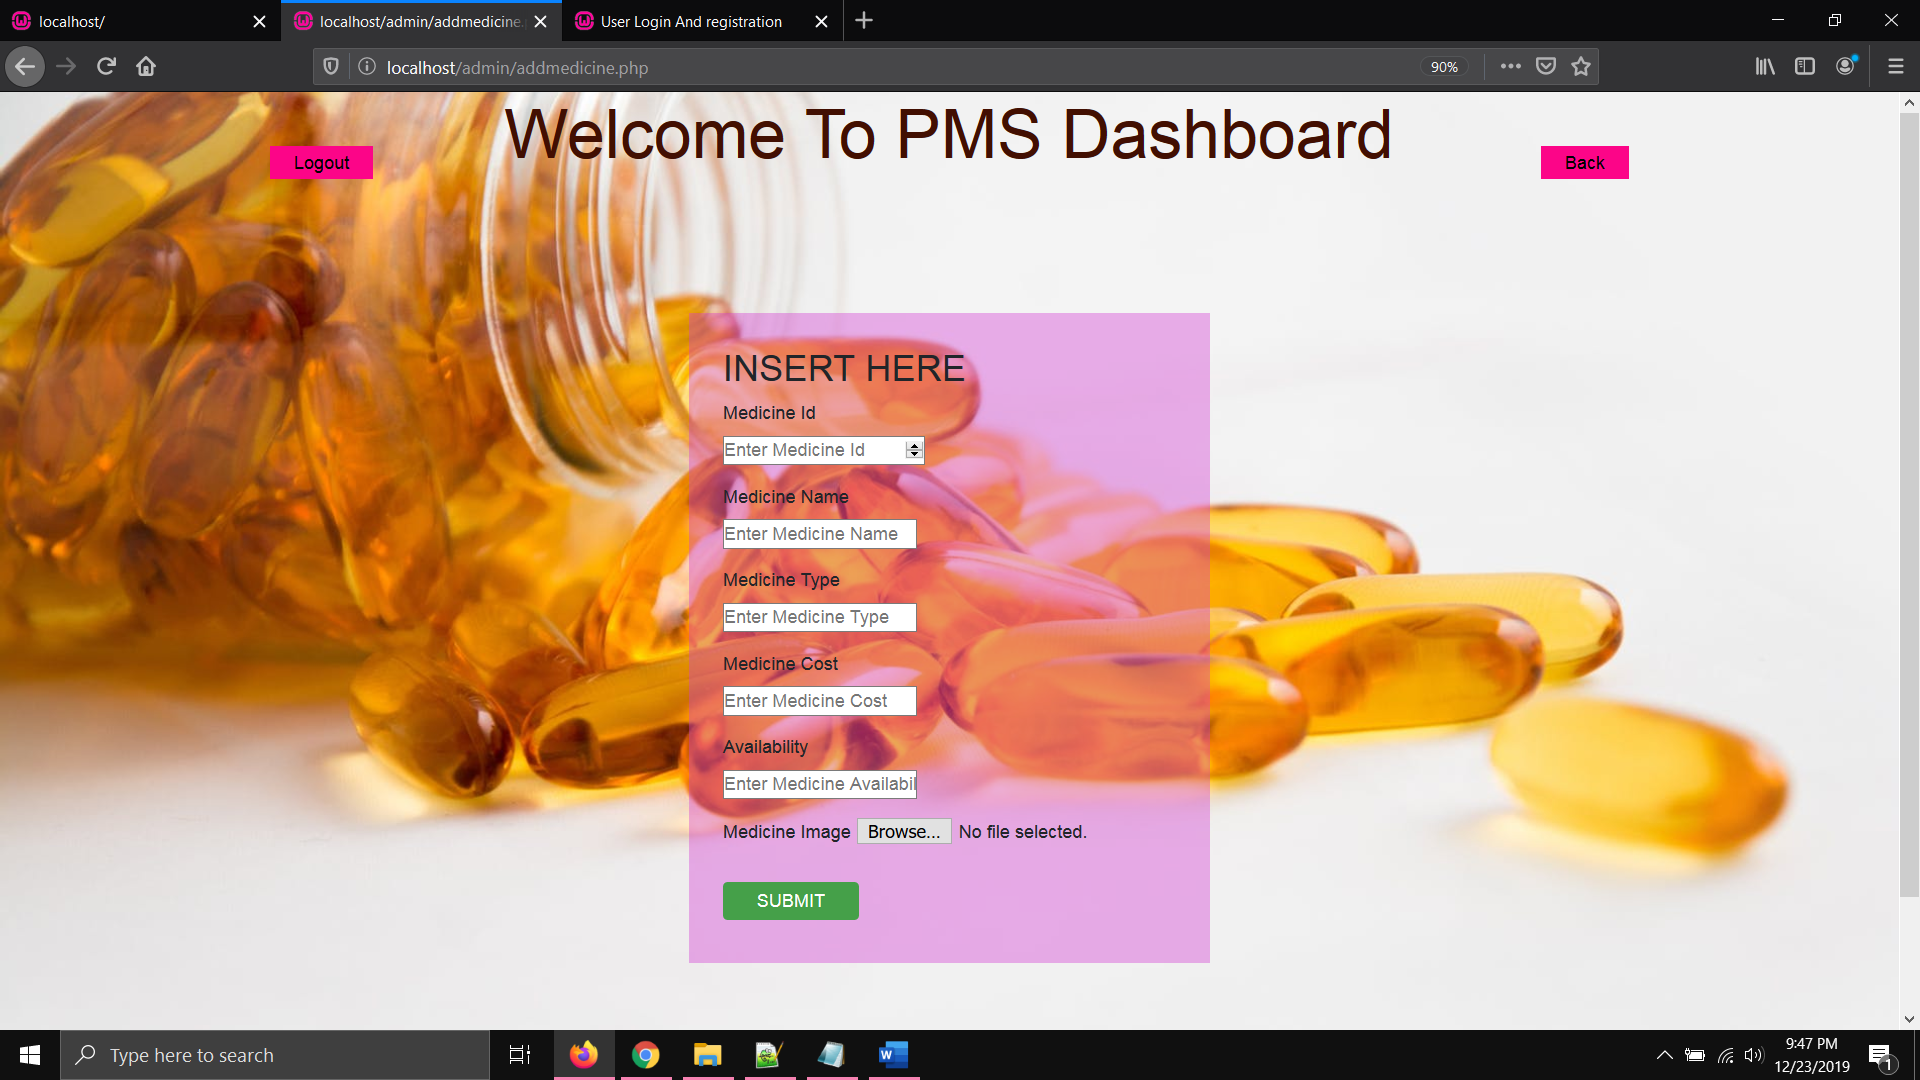 localhost/
localhost/admin/addmedicine.
User Login And registration
localhost/admin/addmedicine.php
90%
Welcome To PMS Dashboard
Logout
Back
INSERT HERE
Medicine Id
Enter Medicine Id
Medicine Name
Enter Medicine Name
Medicine Type
Enter Medicine Type
Medicine Cost
Enter Medicine Cost
Availability
Enter Medicine Availabil
Medicine Image Browse... No file selected.
SUBMIT
Type here to search
W
9:47 PM
12/23/2019
1